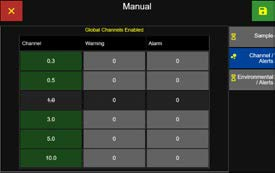 Manual
Global Channels Enabled
Channel Warning Alarm
0.3 0 0
0.5 0 0
1.0 0 0
3.0 0 0
5.0 0 0
10.0 0 0
Sample
Channel /
Alerts
Environmental
/ Alerts